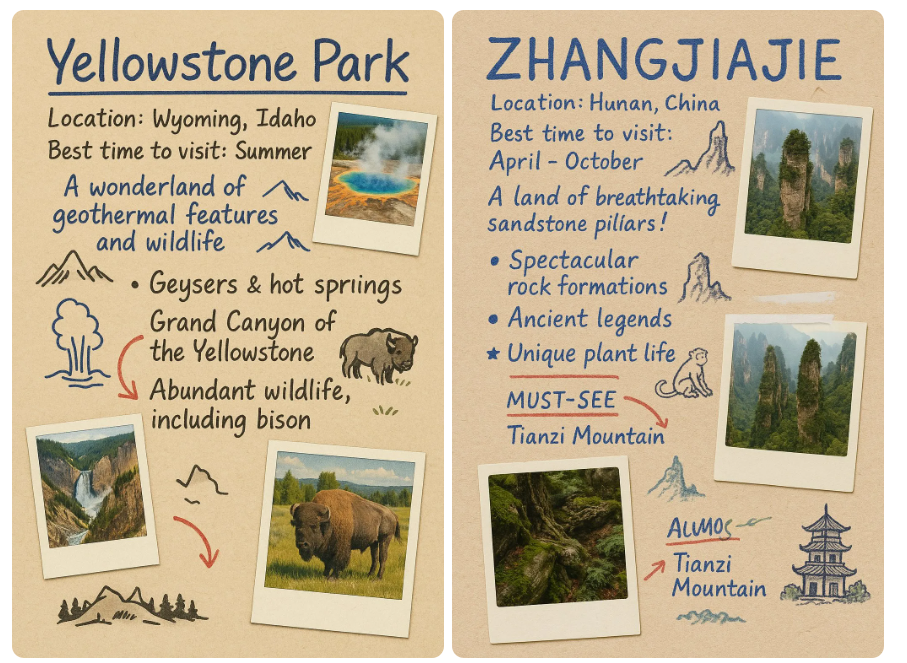 Yellowstone Park
Location: Wyoming, Idaho
Best time to visit: Summer
A wonderland of
geothermal features
and wildlife
• Geysers & hot spriings
Grand Canyon of
the Yellowstone
Abundant wildlife,
including bison
ZHANGJIAJIE
Location: Hunan, China
Best time to visit:
April - October
A land of breathtaking
sandstone pillars!
• Spectacular
rock formations
• Ancient legends
★ Unique plant life
MUST-SEE
Tianzi Mountain
Tianzi
Mountain